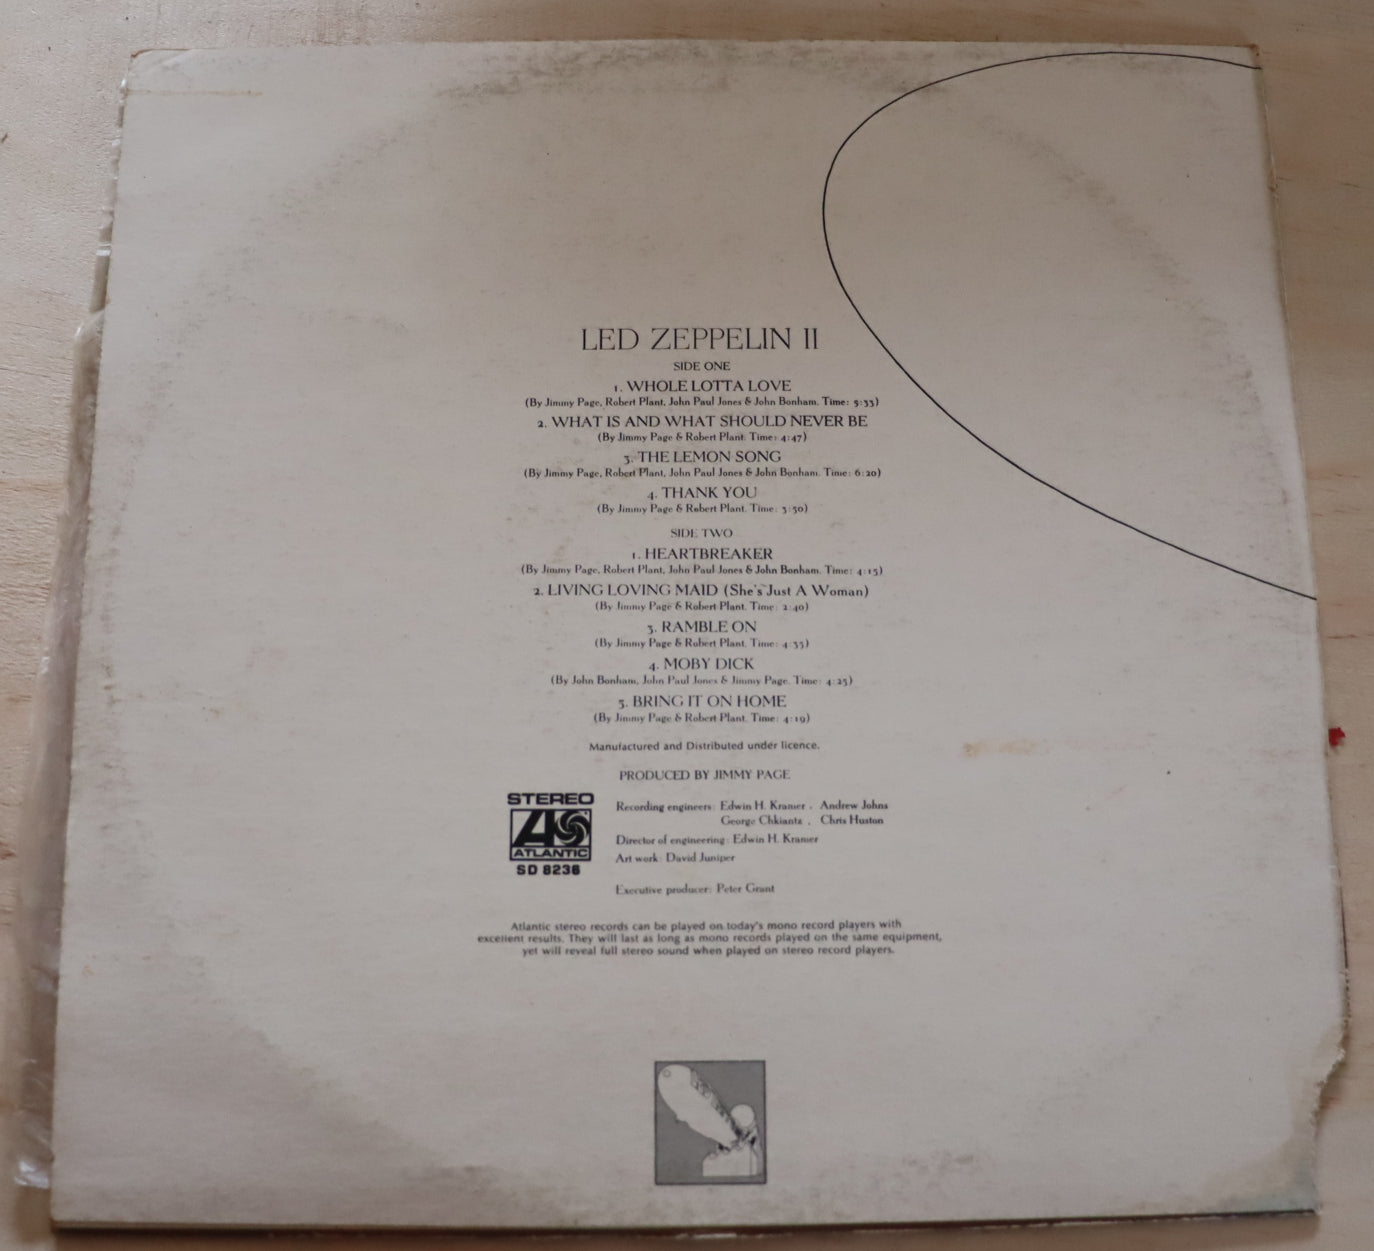 LED ZEPPELIN II
SIDE ONE
1. WHOLE LOTTA LOVE
(By Jimmy Page, Robert Plant, John Paul Jones & John Bonham. Time: 5:33)
2. WHAT IS AND WHAT SHOULD NEVER BE
(By Jimmy Page & Robert Plant. Time: 4:47)
3. THE LEMON SONG
(By Jimmy Page, Robert Plant, John Paul Jones & John Bonham. Time: 6:20)
4. THANK YOU
(By Jimmy Page & Robert Plant. Time: 3:50)
SIDE TWO
1. HEARTBREAKER
(By Jimmy Page, Robert Plant, John Paul Jones & John Bonham. Time: 4:15)
2. LIVING LOVING MAID (She's Just A Woman)
(By Jimmy Page & Robert Plant. Time: 2:40)
3. RAMBLE ON
(By Jimmy Page & Robert Plant. Time: 4:35)
4. MOBY DICK
(By John Bonham, John Paul Jones & Jimmy Page. Time: 4:25)
5. BRING IT ON HOME
(By Jimmy Page & Robert Plant. Time: 4:19)
Manufactured and Distributed under licence.
PRODUCED BY JIMMY PAGE
STEREO
ATLANTIC
SD 8236
Recording engineers: Edwin H. Kramer, Andrew Johns
George Chkiantz, Chris Huston
Director of engineering: Edwin H. Kramer
Art work: David Juniper
Executive producer: Peter Grant
Atlantic stereo records can be played on today's mono record players with
excellent results. They will last as long as mono records played on the same equipment,
yet will reveal full stereo sound when played on stereo record players.